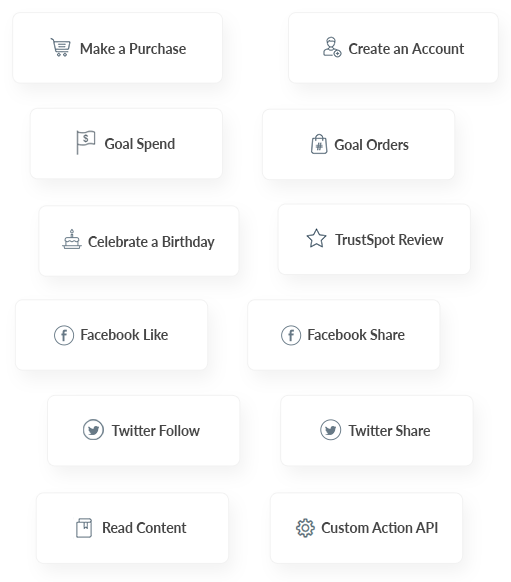 Make a Purchase
Create an Account
$
Goal Spend
#
Goal Orders
Celebrate a Birthday
TrustSpot Review
f
Facebook Like
f
Facebook Share
Twitter Follow
Twitter Share
Read Content
Custom Action API